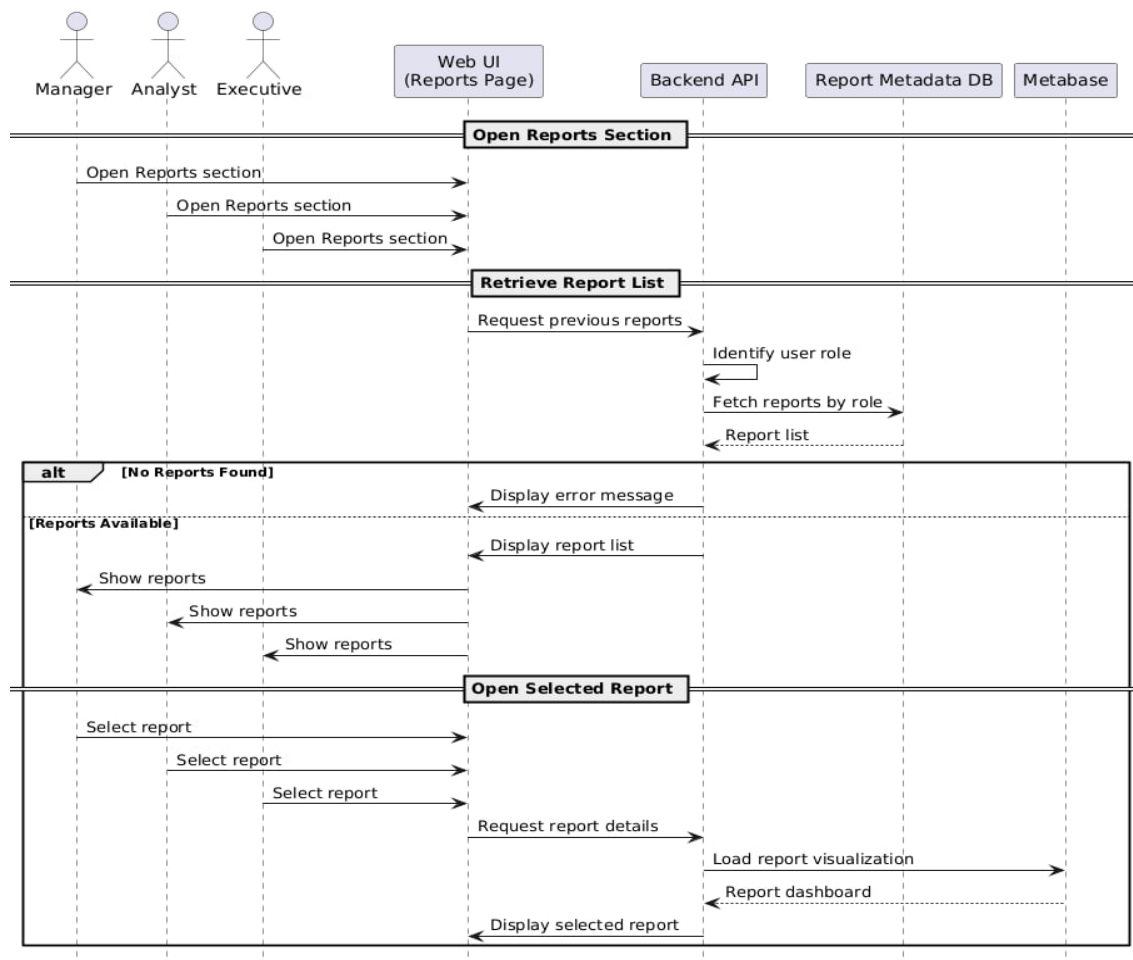 Manager
Analyst
Executive
Web UI
(Reports Page)
Backend API
Report Metadata DB
Metabase
Open Reports Section
Open Reports section
Open Reports section
Open Reports section
Retrieve Report List
Request previous reports
Identify user role
Fetch reports by role
Report list
alt [No Reports Found]
Display error message
[Reports Available]
Display report list
Show reports
Show reports
Show reports
Open Selected Report
Select report
Select report
Select report
Request report details
Load report visualization
Report dashboard
Display selected report